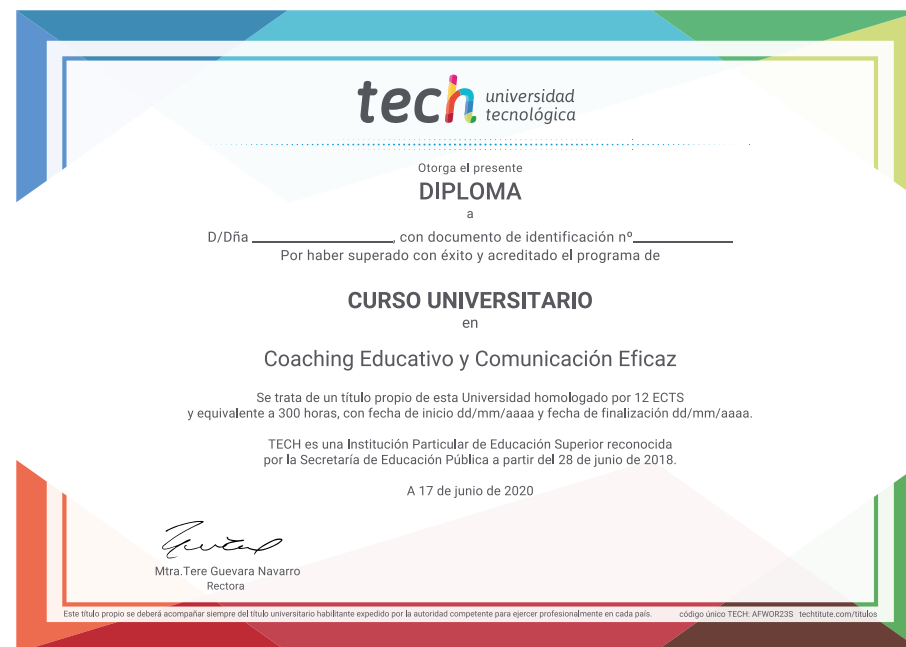 tech universidad
tecnológica
Otorga el presente
DIPLOMA
a
D/Dña ____________________, con documento de identificación nº______________
Por haber superado con éxito y acreditado el programa de
CURSO UNIVERSITARIO
en
Coaching Educativo y Comunicación Eficaz
Se trata de un título propio de esta Universidad homologado por 12 ECTS
y equivalente a 300 horas, con fecha de inicio dd/mm/aaaa y fecha de finalización dd/mm/aaaa.
TECH es una Institución Particular de Educación Superior reconocida
por la Secretaría de Educación Pública a partir del 28 de junio de 2018.
A 17 de junio de 2020
Mtra.Tere Guevara Navarro
Rectora
Este título propio se deberá acompañar siempre del título universitario habilitante expedido por la autoridad competente para ejercer profesionalmente en cada país. código único TECH: AFWOR23S techtitute.com/títulos